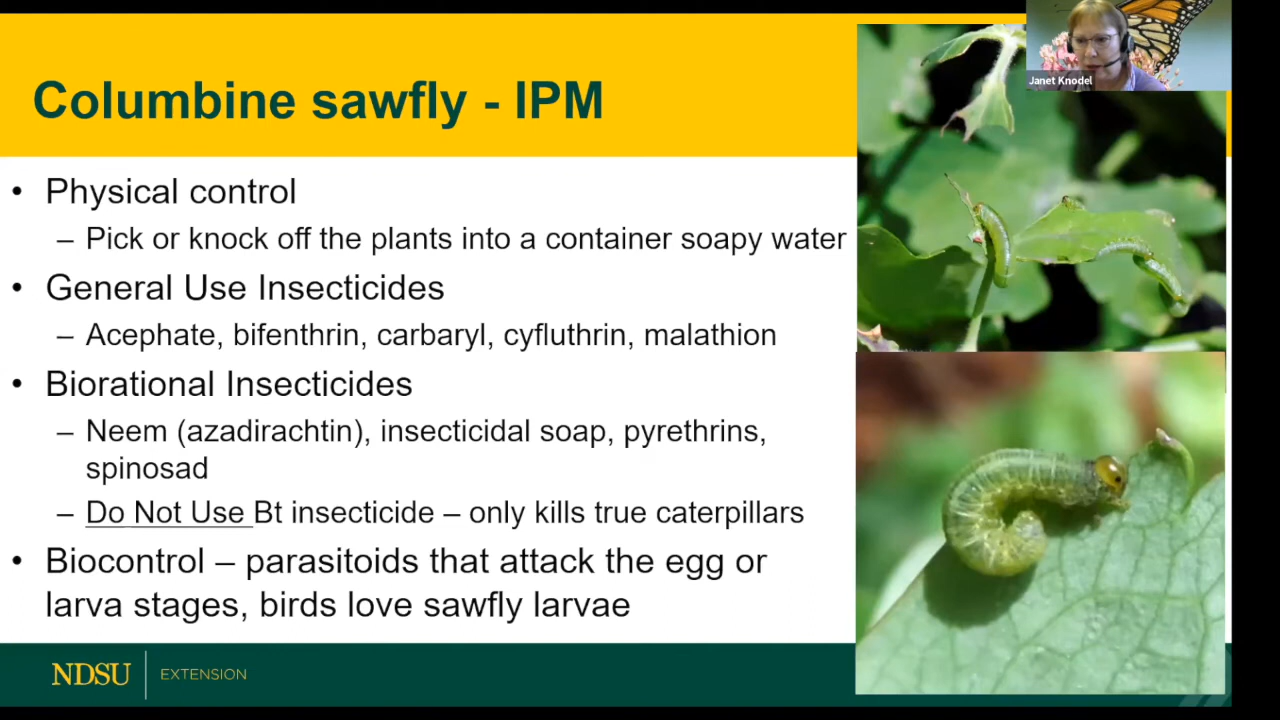 Columbine sawfly - IPM
Janet Knodel
• Physical control
– Pick or knock off the plants into a container soapy water
• General Use Insecticides
– Acephate, bifenthrin, carbaryl, cyfluthrin, malathion
• Biorational Insecticides
– Neem (azadirachtin), insecticidal soap, pyrethrins,
spinosad
– Do Not Use Bt insecticide – only kills true caterpillars
• Biocontrol – parasitoids that attack the egg or
larva stages, birds love sawfly larvae
NDSU EXTENSION